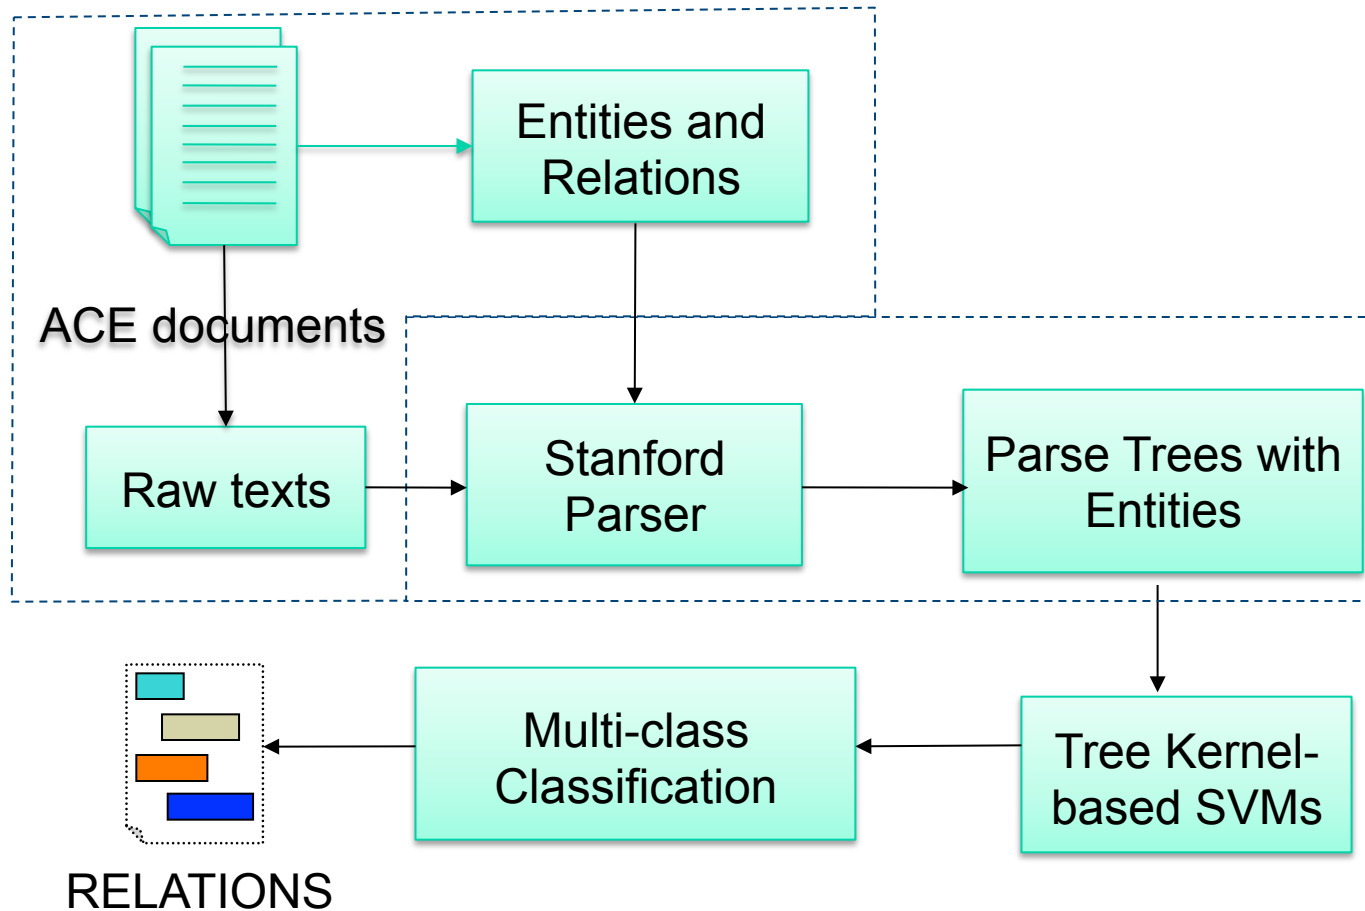 Entities and
Relations
ACE documents
Raw texts
Stanford
Parser
Parse Trees with
Entities
Multi-class
Classification
Tree Kernel-
based SVMs
RELATIONS